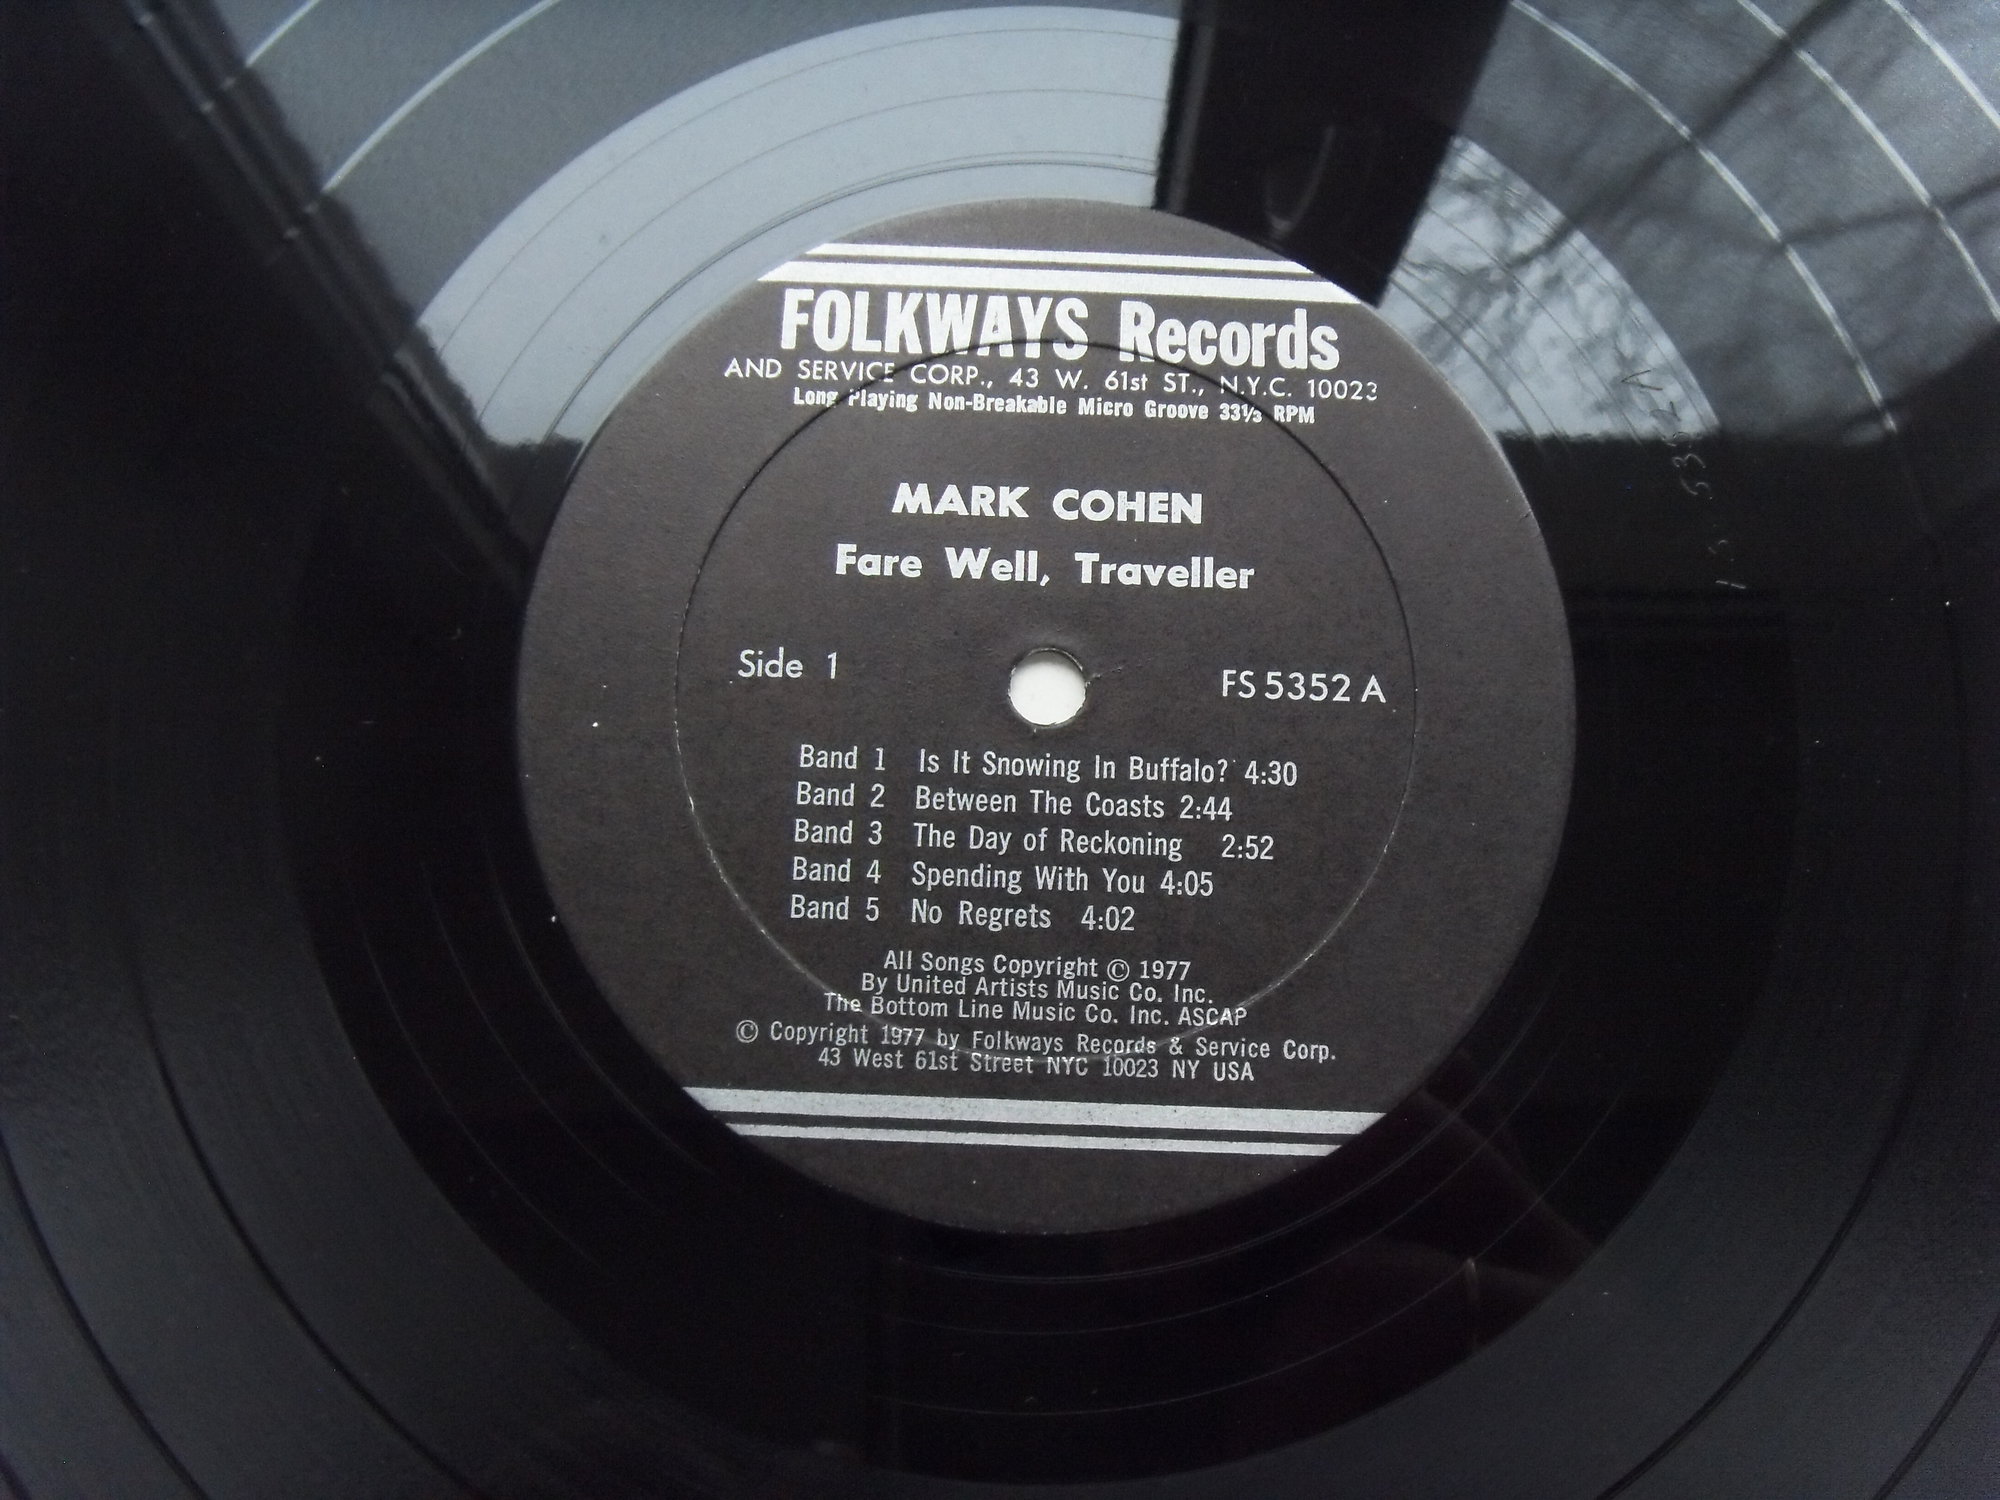 FOLKWAYS Records
AND SERVICE CORP., 43 W. 61st ST., N.Y.C. 10023
Long Playing Non-Breakable Micro Groove 33⅓ RPM
MARK COHEN
Fare Well, Traveller
Side 1 FS 5352 A
Band 1 Is It Snowing In Buffalo? 4:30
Band 2 Between The Coasts 2:44
Band 3 The Day of Reckoning 2:52
Band 4 Spending With You 4:05
Band 5 No Regrets 4:02
All Songs Copyright © 1977
By United Artists Music Co. Inc.
The Bottom Line Music Co. Inc. ASCAP
© Copyright 1977 by Folkways Records & Service Corp.
43 West 61st Street NYC 10023 NY USA